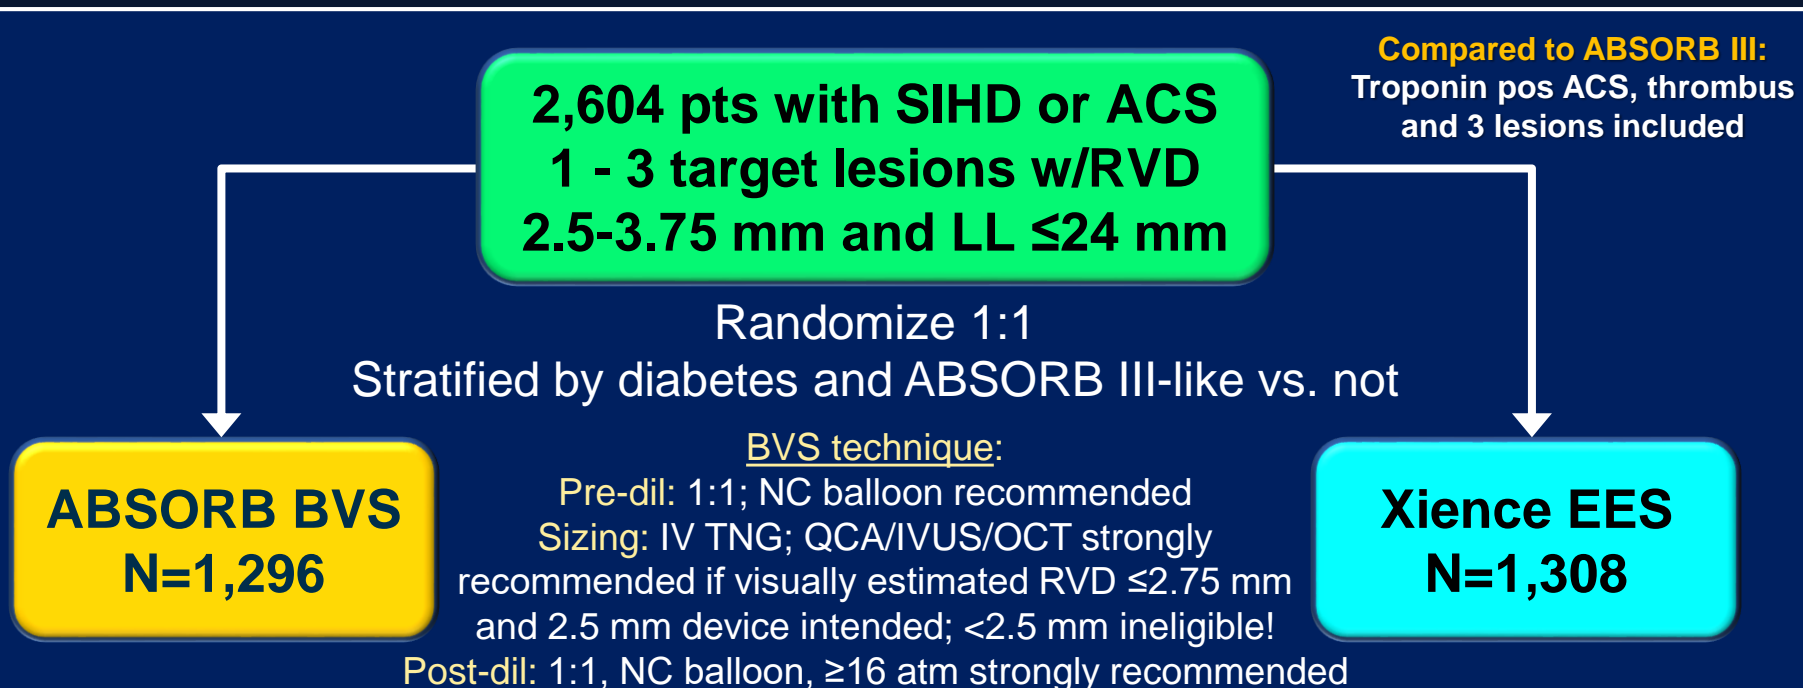 Compared to ABSORB III:
Troponin pos ACS, thrombus
and 3 lesions included
2,604 pts with SIHD or ACS
1 - 3 target lesions w/RVD
2.5-3.75 mm and LL ≤24 mm
Randomize 1:1
Stratified by diabetes and ABSORB III-like vs. not
ABSORB BVS
N=1,296
BVS technique:
Pre-dil: 1:1; NC balloon recommended
Sizing: IV TNG; QCA/IVUS/OCT strongly
recommended if visually estimated RVD ≤2.75 mm
and 2.5 mm device intended; <2.5 mm ineligible!
Post-dil: 1:1, NC balloon, ≥16 atm strongly recommended
Xience EES
N=1,308